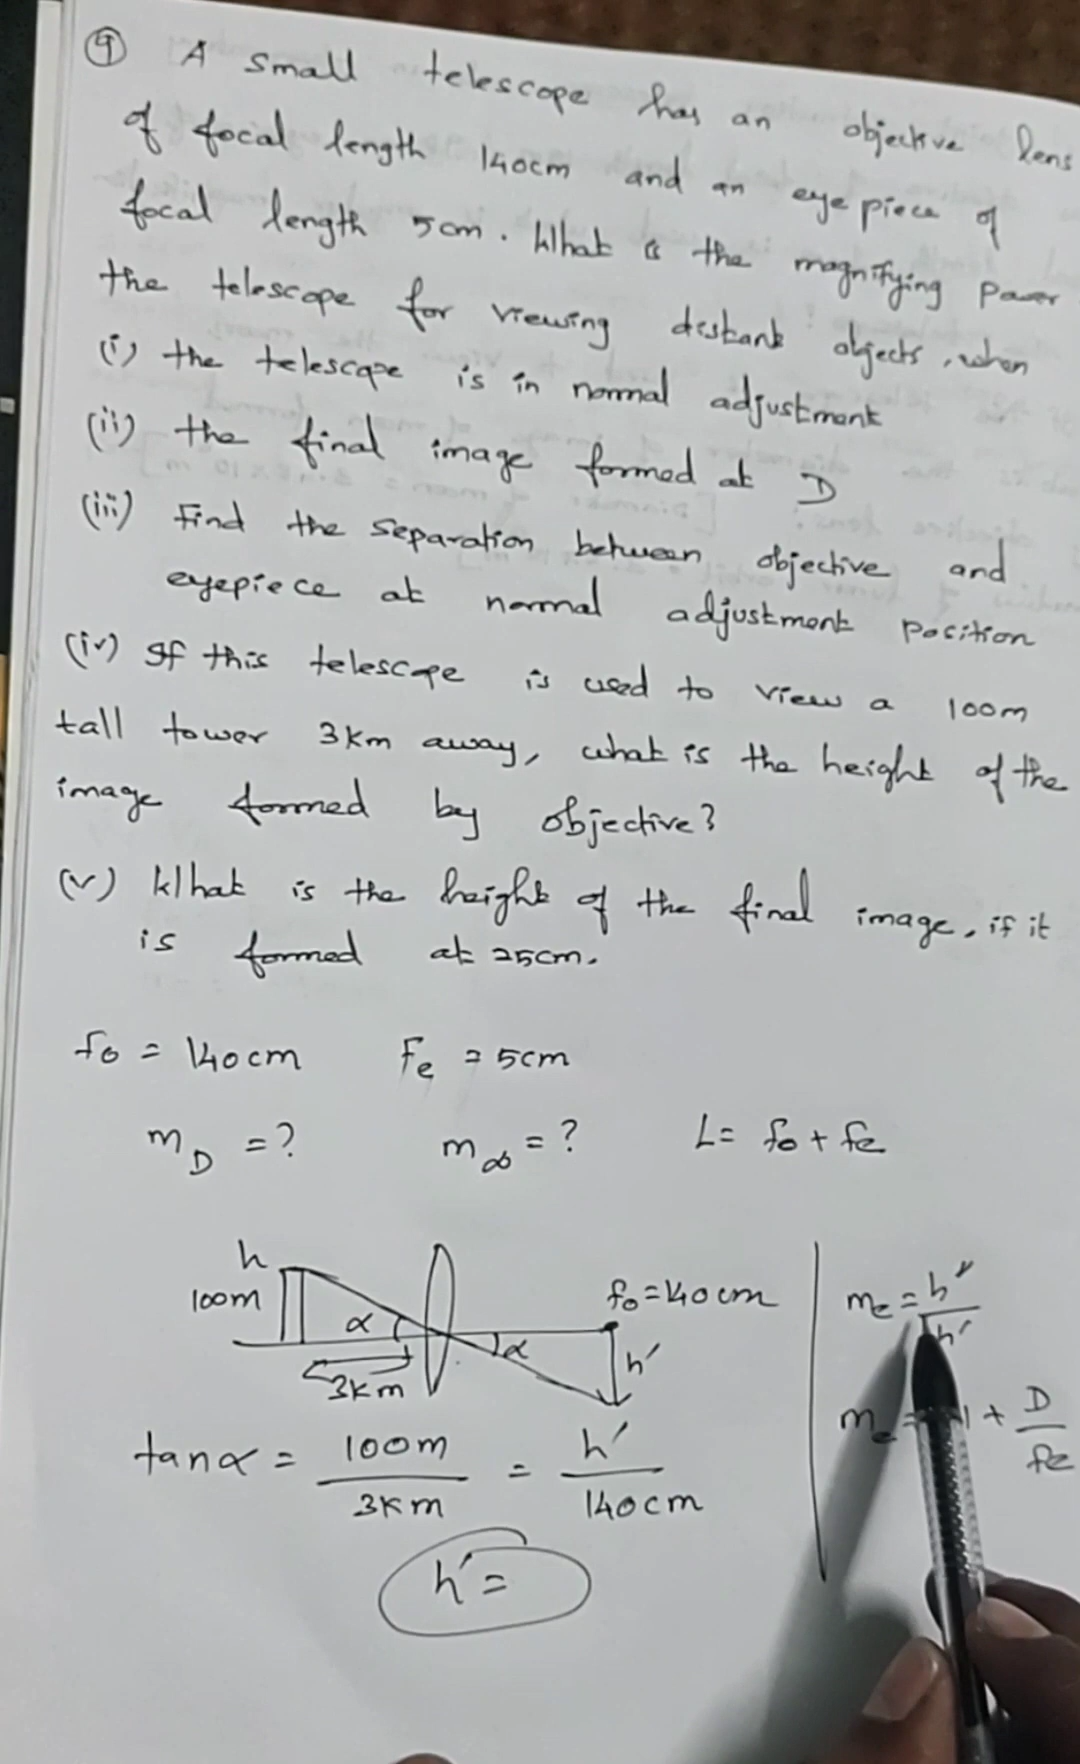 9 A small telescope has an objective lens
of focal length 140cm and an eye piece of
focal length 5cm. What is the magnifying Power
the telescope for viewing distant objects, when
(i) the telescope is in normal adjustment
(ii) the final image formed at D
(iii) Find the separation between objective and
eyepiece at normal adjustment position
(iv) If this telescope is used to view a 100m
tall tower 3km away, what is the height of the
image formed by objective?
(v) What is the height of the final image, if it
is formed at 25cm.
fo = 140cm Fe = 5cm
mD = ? m∞ = ? L = fo + fe
h
100m α 3km α fo = 140cm h'
tanα = 100m / 3km = h' / 140cm
h' =
me = h" / h'
me = 1 + D / fe